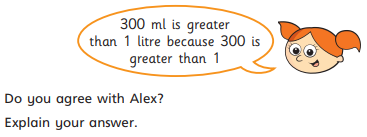 300 ml is greater
than 1 litre because 300 is
greater than 1
Do you agree with Alex?
Explain your answer.